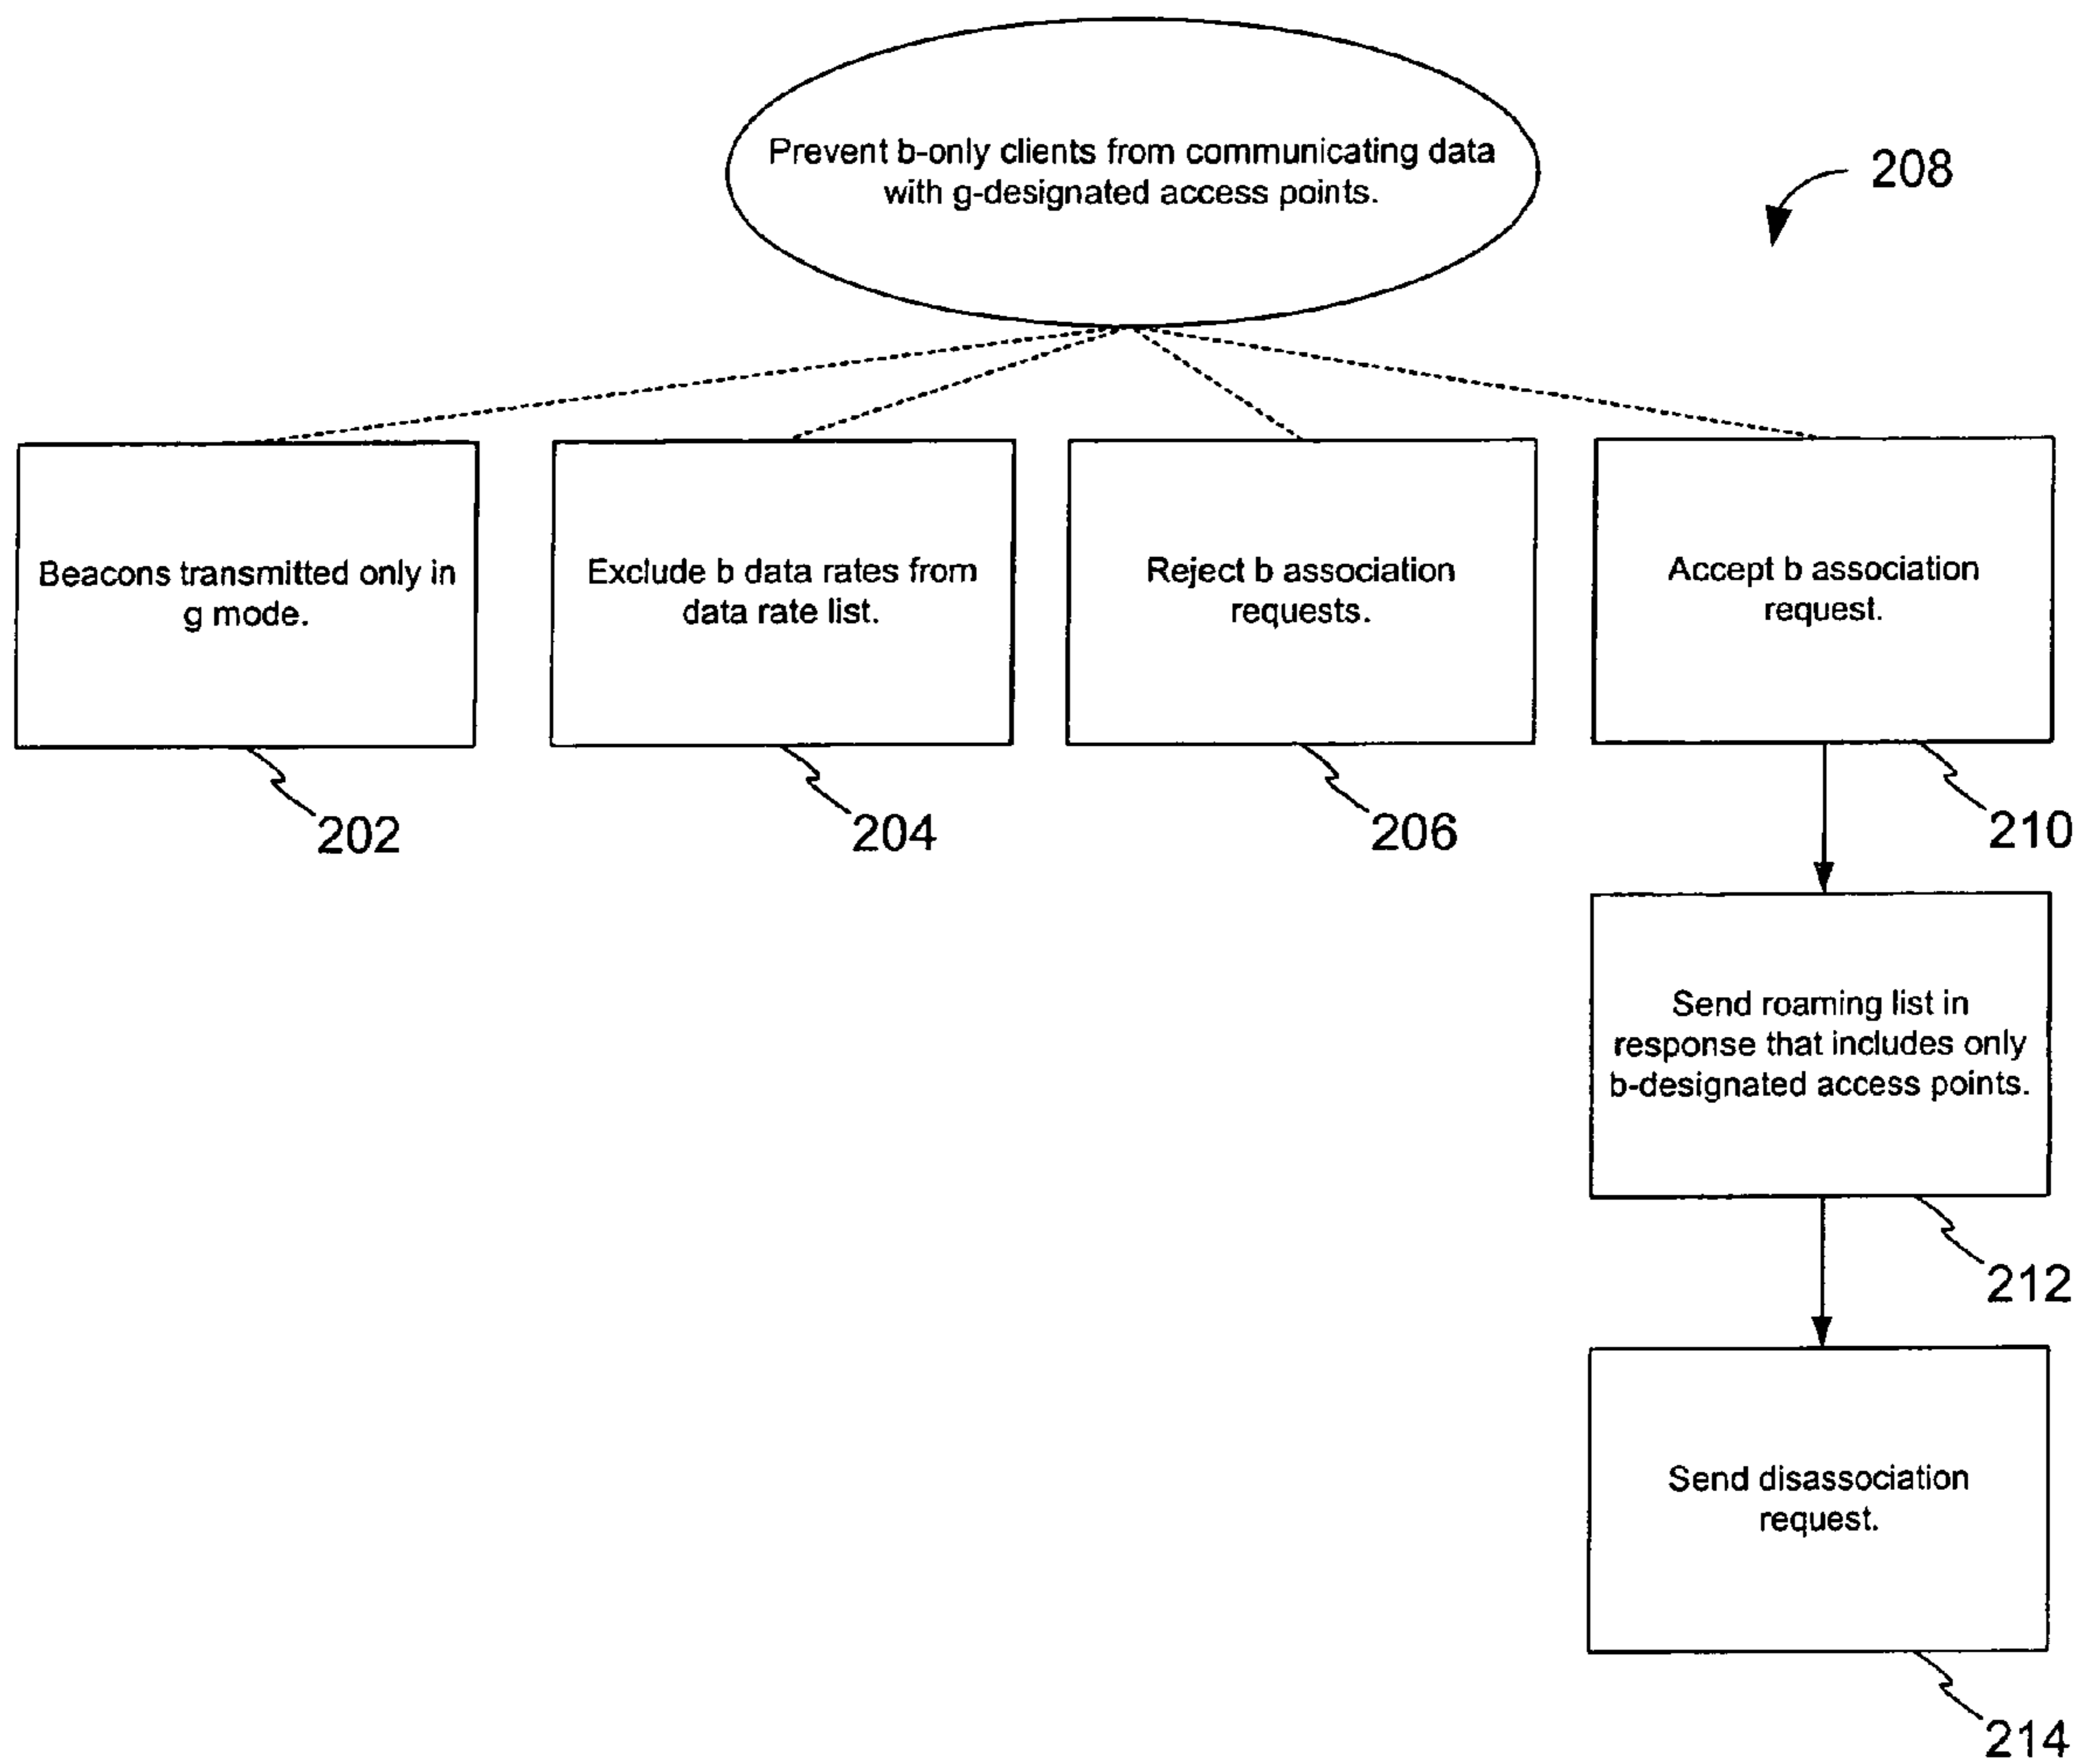 Prevent b-only clients from communicating data
with g-designated access points.
208
Beacons transmitted only in
g mode.
202
Exclude b data rates from
data rate list.
204
Reject b association
requests.
206
Accept b association
request.
210
Send roaming list in
response that includes only
b-designated access points.
212
Send disassociation
request.
214